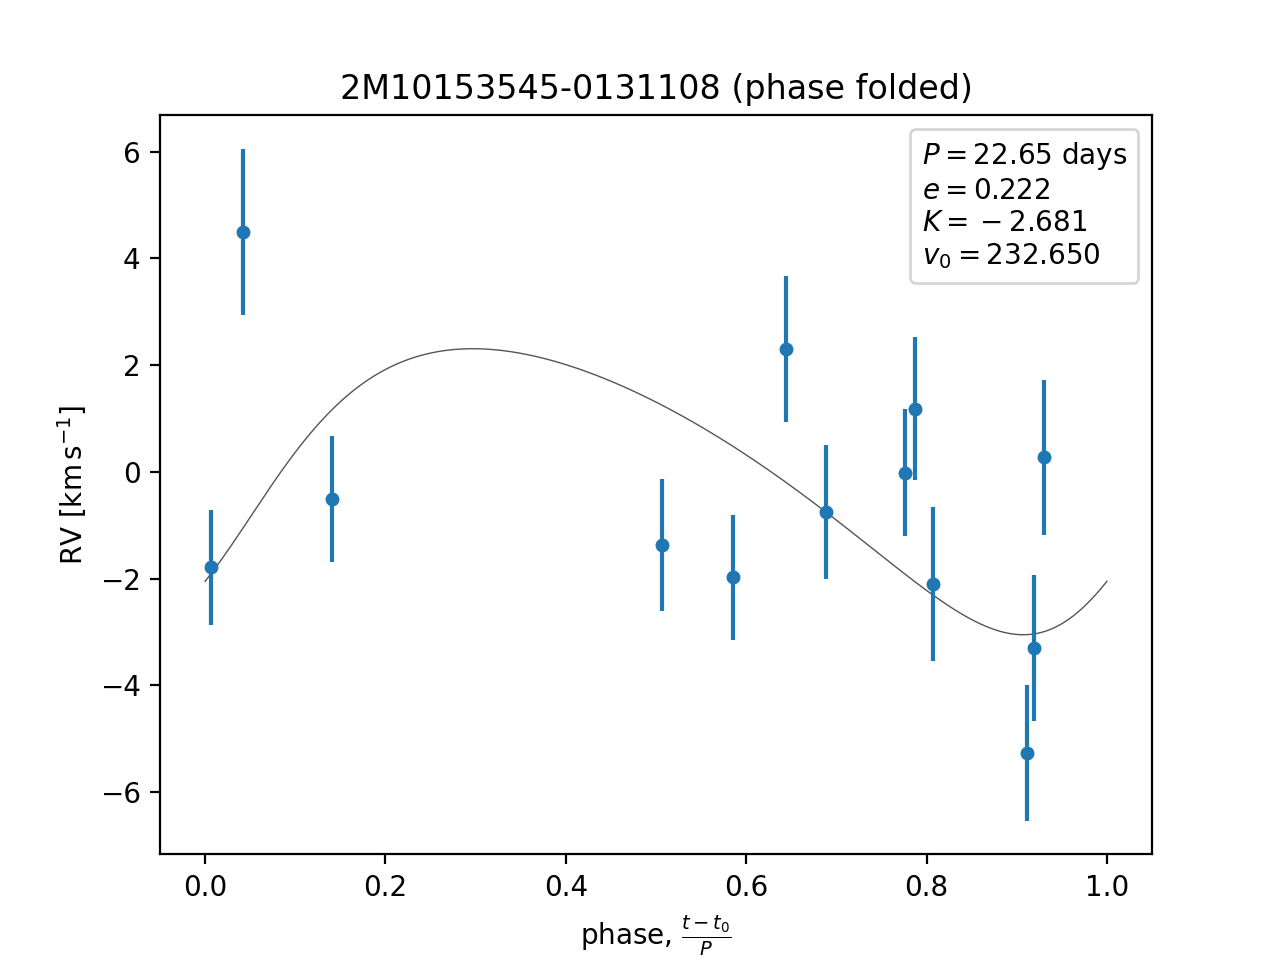 2M10153545-0131108 (phase folded)
P = 22.65 days
e = 0.222
K = −2.681
v₀ = 232.650
RV [km s⁻¹]
6
4
2
0
−2
−4
−6
0.0 0.2 0.4 0.6 0.8 1.0
phase, (t − t₀)/P